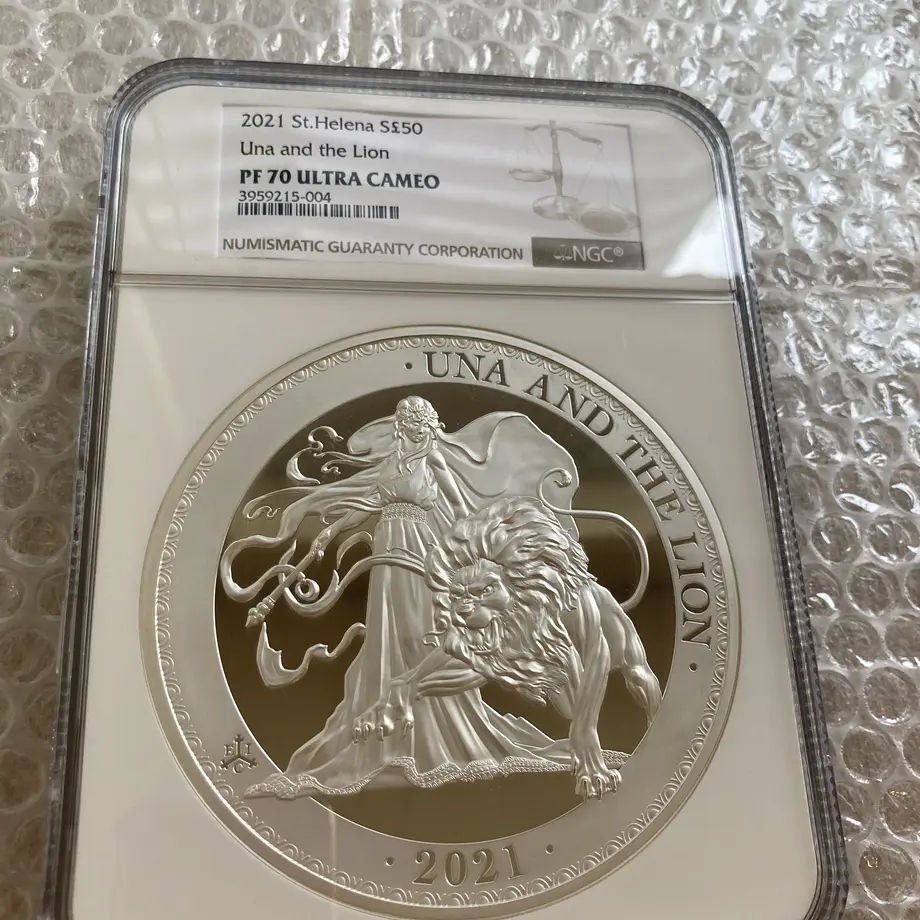 2021 St.Helena S£50
Una and the Lion
PF 70 ULTRA CAMEO
3959215-004
NUMISMATIC GUARANTY CORPORATION
NGC®
· UNA AND THE LION ·
E I
C
· 2021 ·